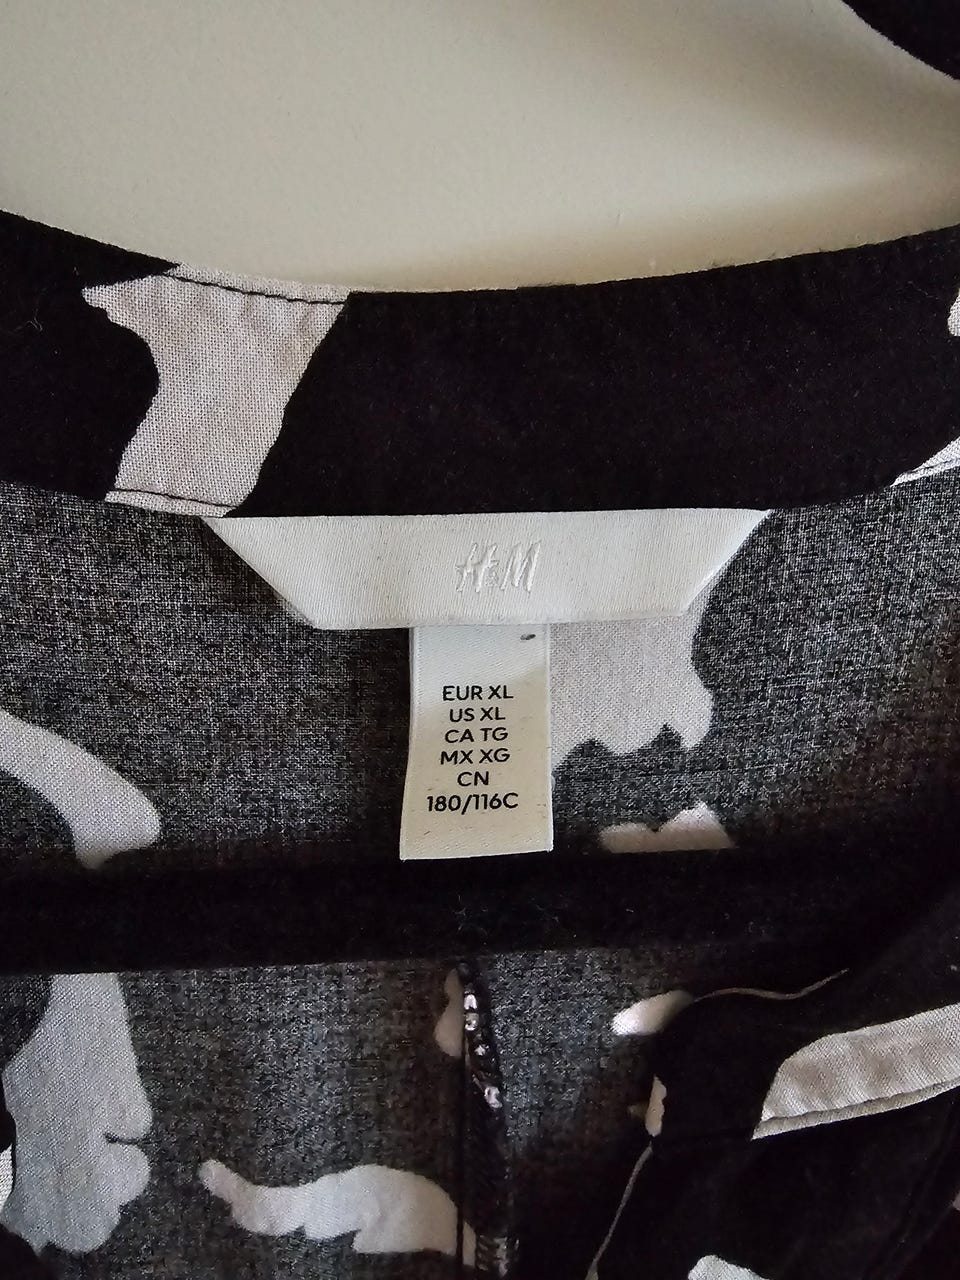 H&M
EUR XL
US XL
CA TG
MX XG
CN
180/116C